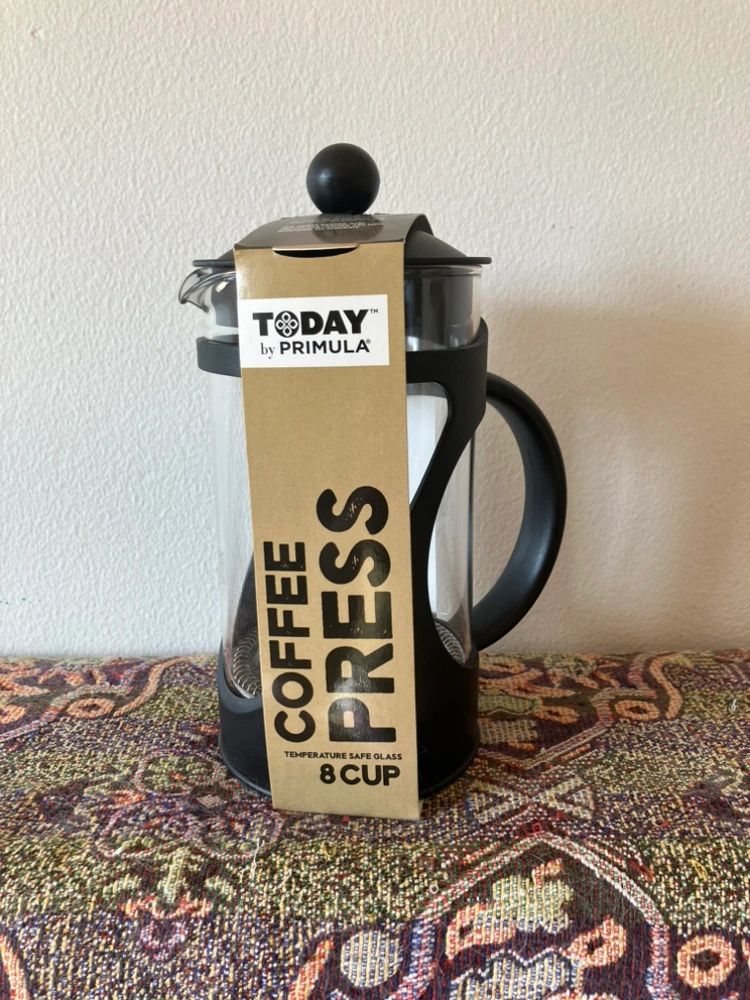 TODAY™
by PRIMULA®
COFFEE
PRESS
TEMPERATURE SAFE GLASS
8 CUP